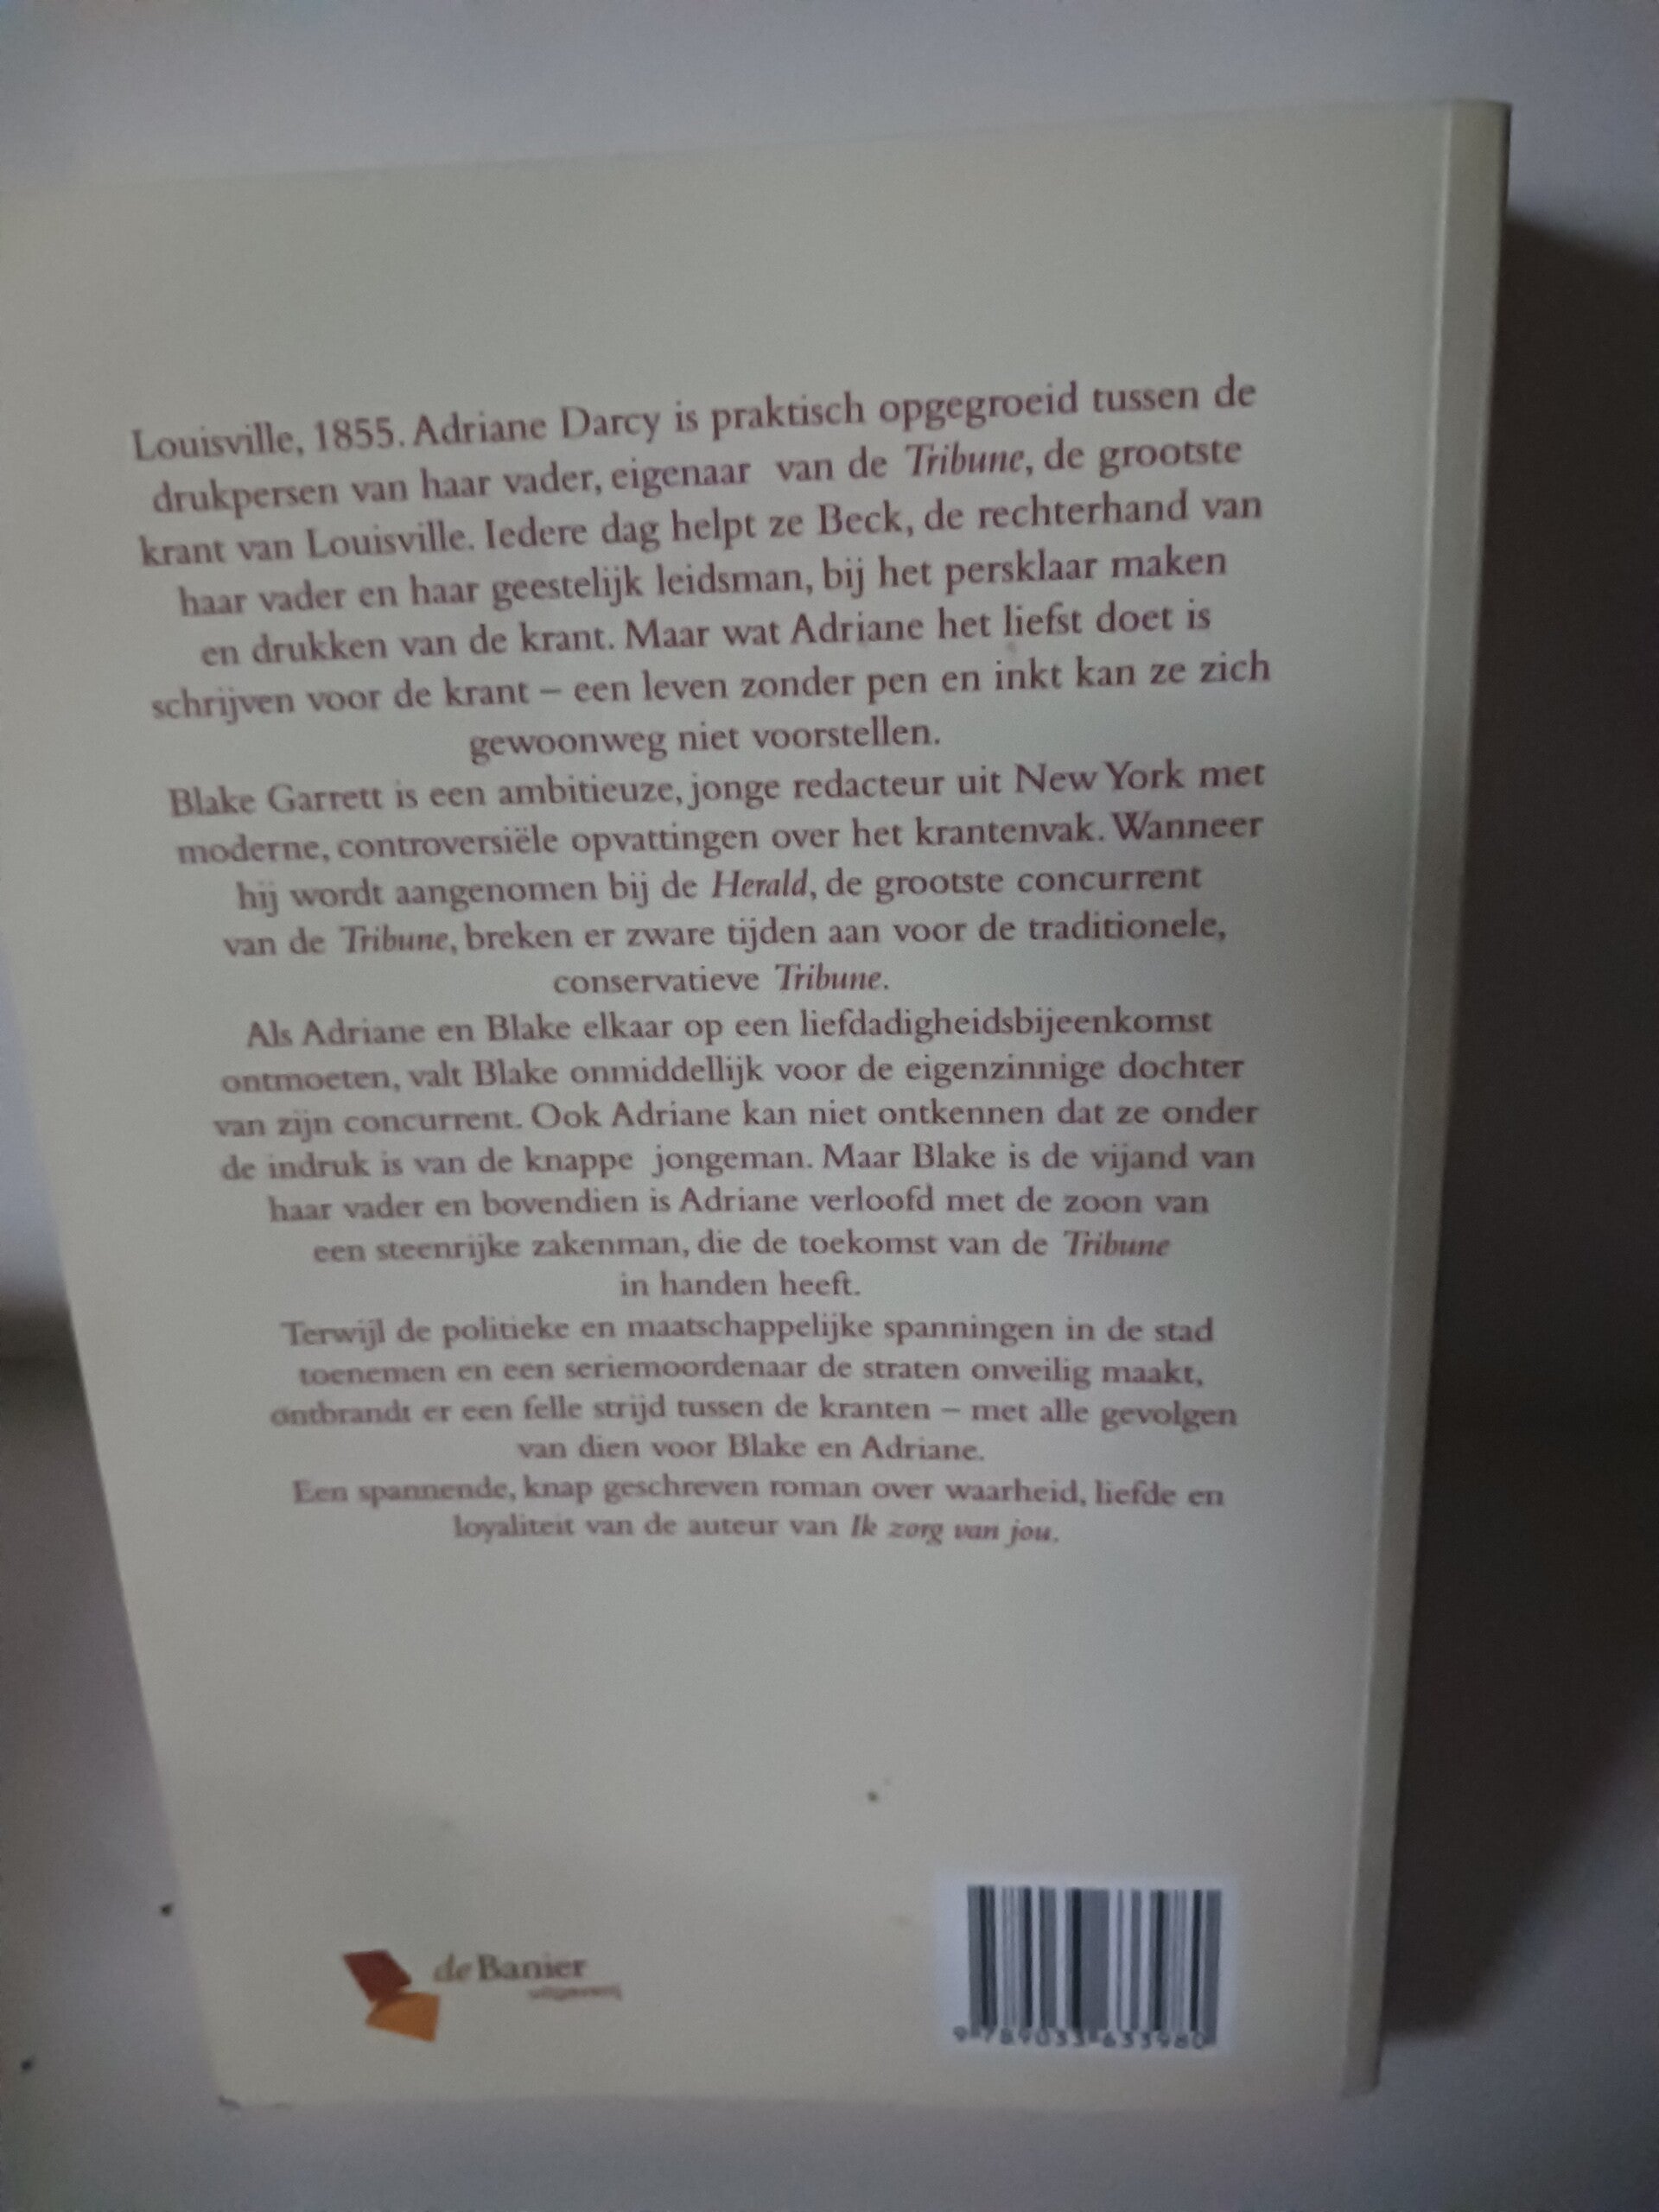 Louisville, 1855. Adriane Darcy is praktisch opgegroeid tussen de
drukpersen van haar vader, eigenaar van de Tribune, de grootste
krant van Louisville. Iedere dag helpt ze Beck, de rechterhand van
haar vader en haar geestelijk leidsman, bij het persklaar maken
en drukken van de krant. Maar wat Adriane het liefst doet is
schrijven voor de krant – een leven zonder pen en inkt kan ze zich
gewoonweg niet voorstellen.
Blake Garrett is een ambitieuze, jonge redacteur uit New York met
moderne, controversiële opvattingen over het krantenvak. Wanneer
hij wordt aangenomen bij de Herald, de grootste concurrent
van de Tribune, breken er zware tijden aan voor de traditionele,
conservatieve Tribune.
Als Adriane en Blake elkaar op een liefdadigheidsbijeenkomst
ontmoeten, valt Blake onmiddellijk voor de eigenzinnige dochter
van zijn concurrent. Ook Adriane kan niet ontkennen dat ze onder
de indruk is van de knappe jongeman. Maar Blake is de vijand van
haar vader en bovendien is Adriane verloofd met de zoon van
een steenrijke zakenman, die de toekomst van de Tribune
in handen heeft.
Terwijl de politieke en maatschappelijke spanningen in de stad
toenemen en een seriemoordenaar de straten onveilig maakt,
ontbrandt er een felle strijd tussen de kranten – met alle gevolgen
van dien voor Blake en Adriane.
Een spannende, knap geschreven roman over waarheid, liefde en
loyaliteit van de auteur van Ik zorg van jou.
de Banier
uitgeverij